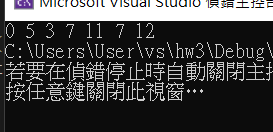 Microsoft Visual Studio 偵錯主控
0 5 3 7 11 7 12
C:\Users\User\vs\hw3\Debug\
若要在偵錯停止時自動關閉主控
按任意鍵關閉此視窗…